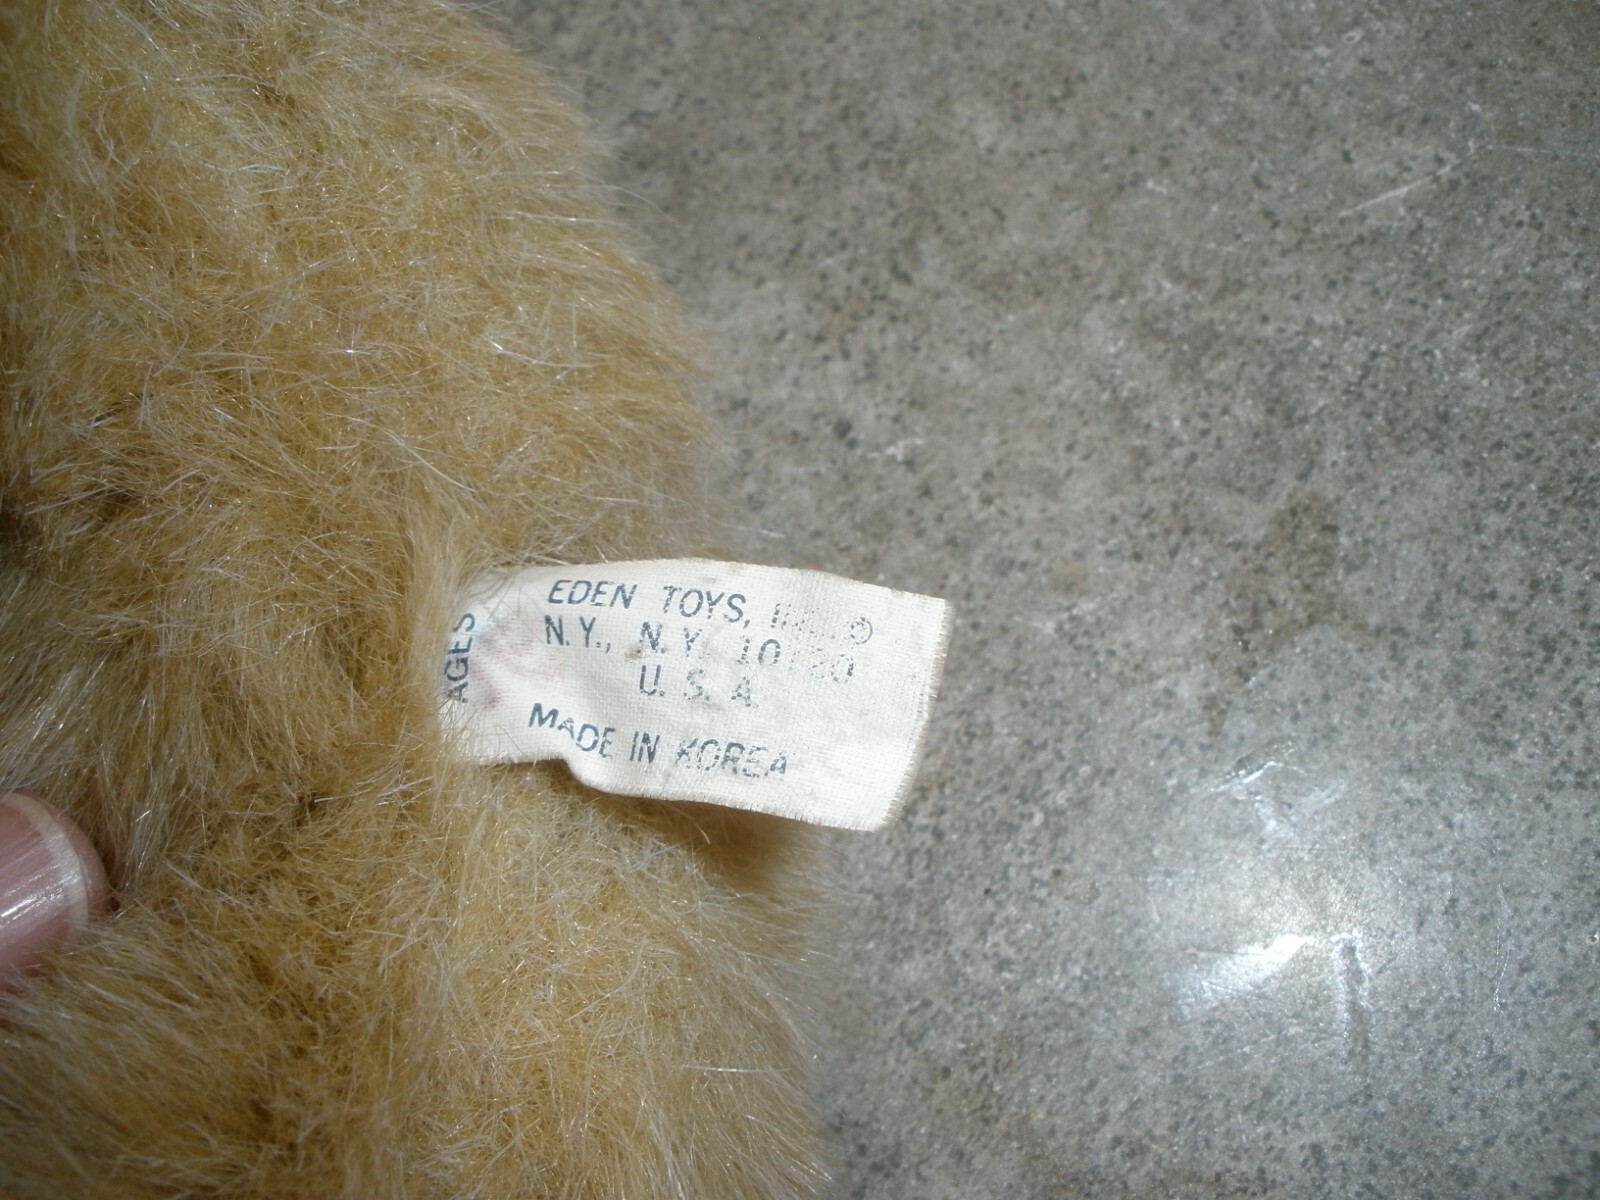 EDEN TOYS, ©
N.Y., N.Y.
U. S. A
MADE IN KOREA
AGES